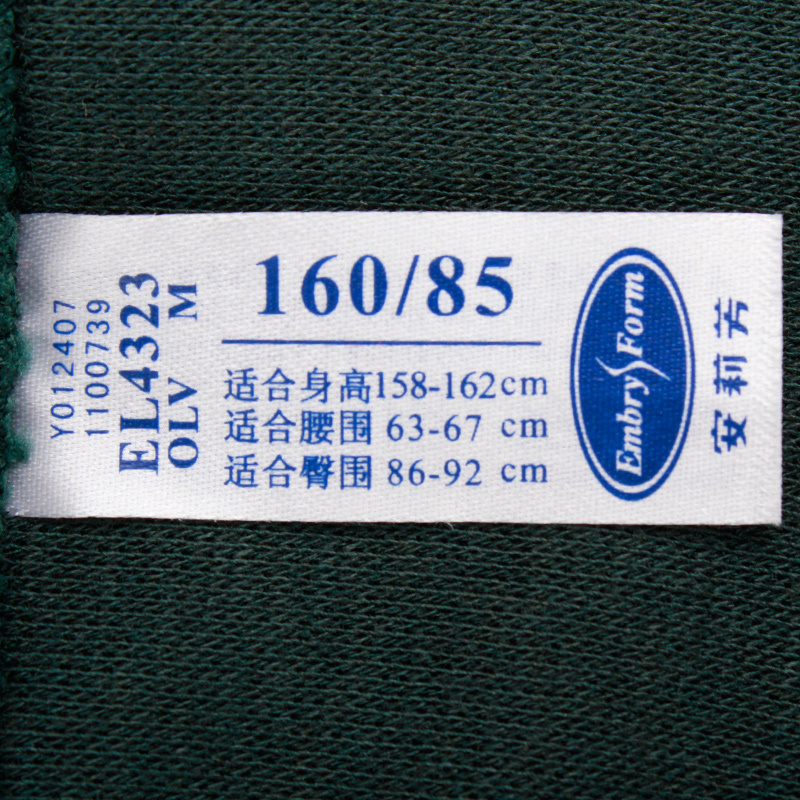 160/85
适合身高158-162cm
适合腰围 63-67 cm
适合臀围 86-92 cm
Y012407
1100739
EL4323
OLV M
Embry Form
安莉芳